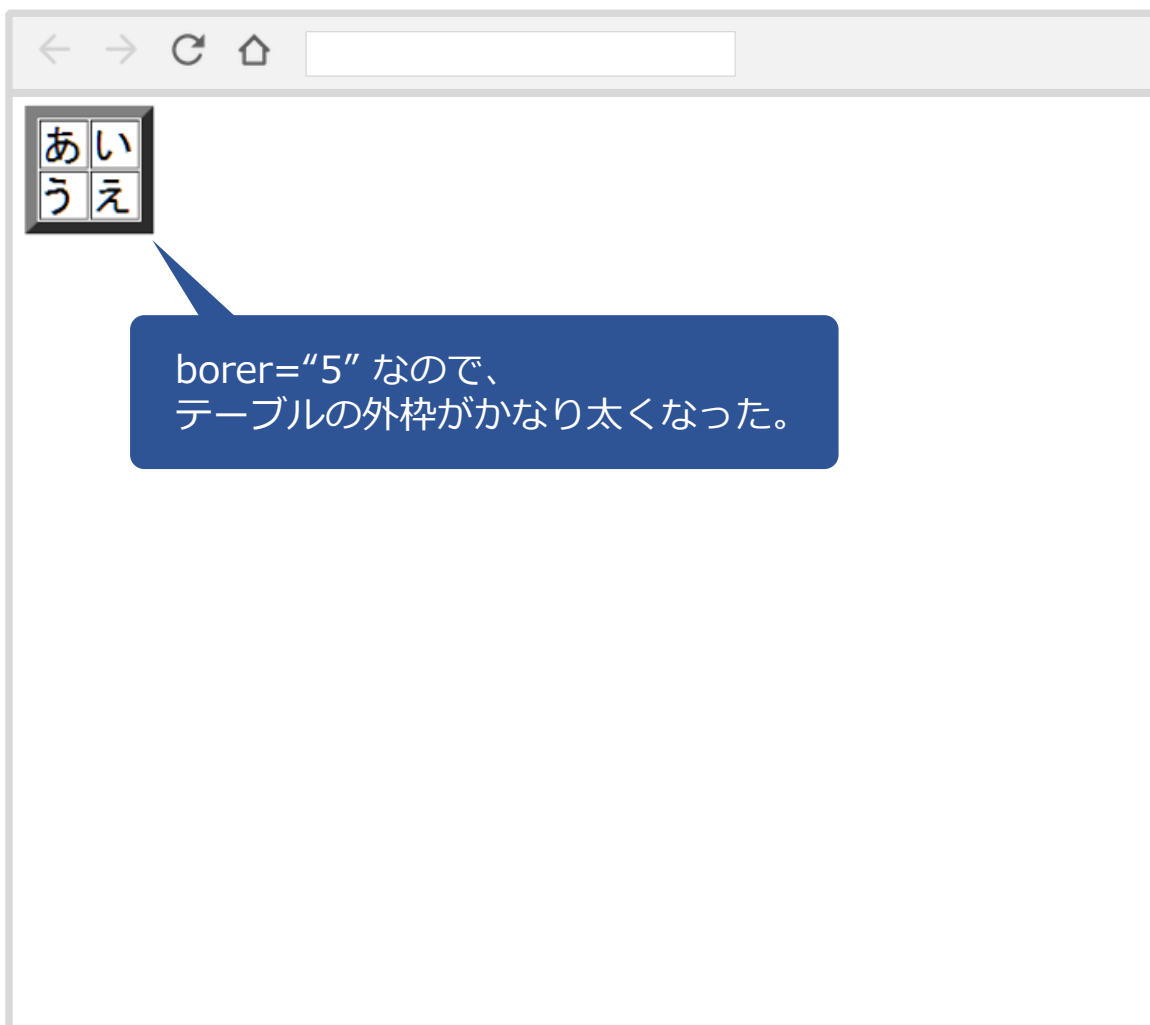 あい
うえ
borer=“5” なので、
テーブルの外枠がかなり太くなった。